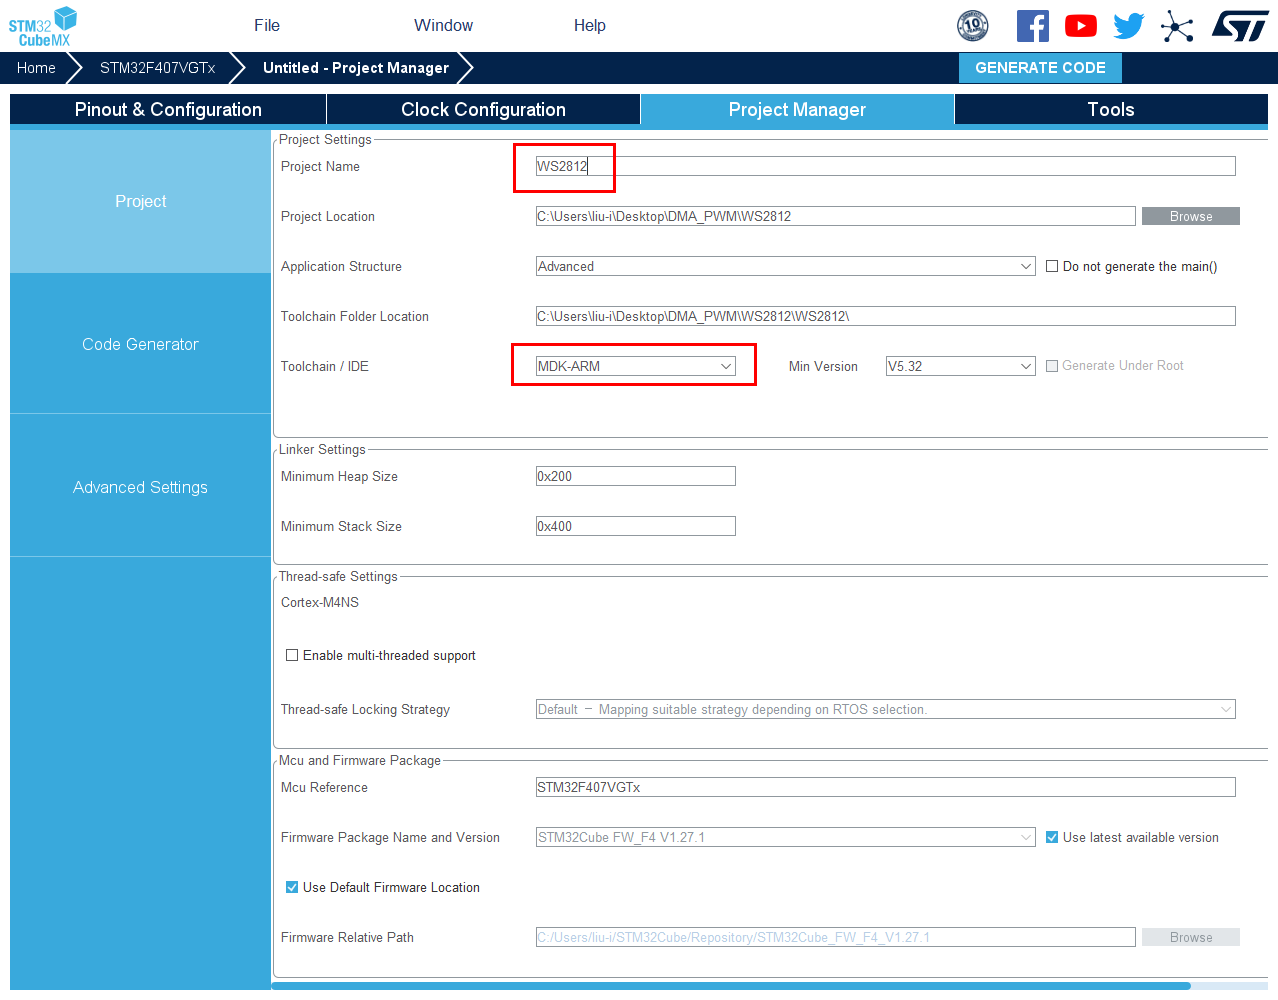 STM32
CubeMX
File
Window
Help
10
Home
STM32F407VGTx
Untitled - Project Manager
GENERATE CODE
Pinout & Configuration
Clock Configuration
Project Manager
Tools
Project
Code Generator
Advanced Settings
Project Settings
Project Name
WS2812
Project Location
C:\Users\liu-i\Desktop\DMA_PWM\WS2812
Browse
Application Structure
Advanced
Do not generate the main()
Toolchain Folder Location
C:\Users\liu-i\Desktop\DMA_PWM\WS2812\WS2812\
Toolchain / IDE
MDK-ARM
Min Version
V5.32
Generate Under Root
Linker Settings
Minimum Heap Size
0x200
Minimum Stack Size
0x400
Thread-safe Settings
Cortex-M4NS
Enable multi-threaded support
Thread-safe Locking Strategy
Default - Mapping suitable strategy depending on RTOS selection.
Mcu and Firmware Package
Mcu Reference
STM32F407VGTx
Firmware Package Name and Version
STM32Cube FW_F4 V1.27.1
Use latest available version
Use Default Firmware Location
Firmware Relative Path
C:/Users/liu-i/STM32Cube/Repository/STM32Cube_FW_F4_V1.27.1
Browse